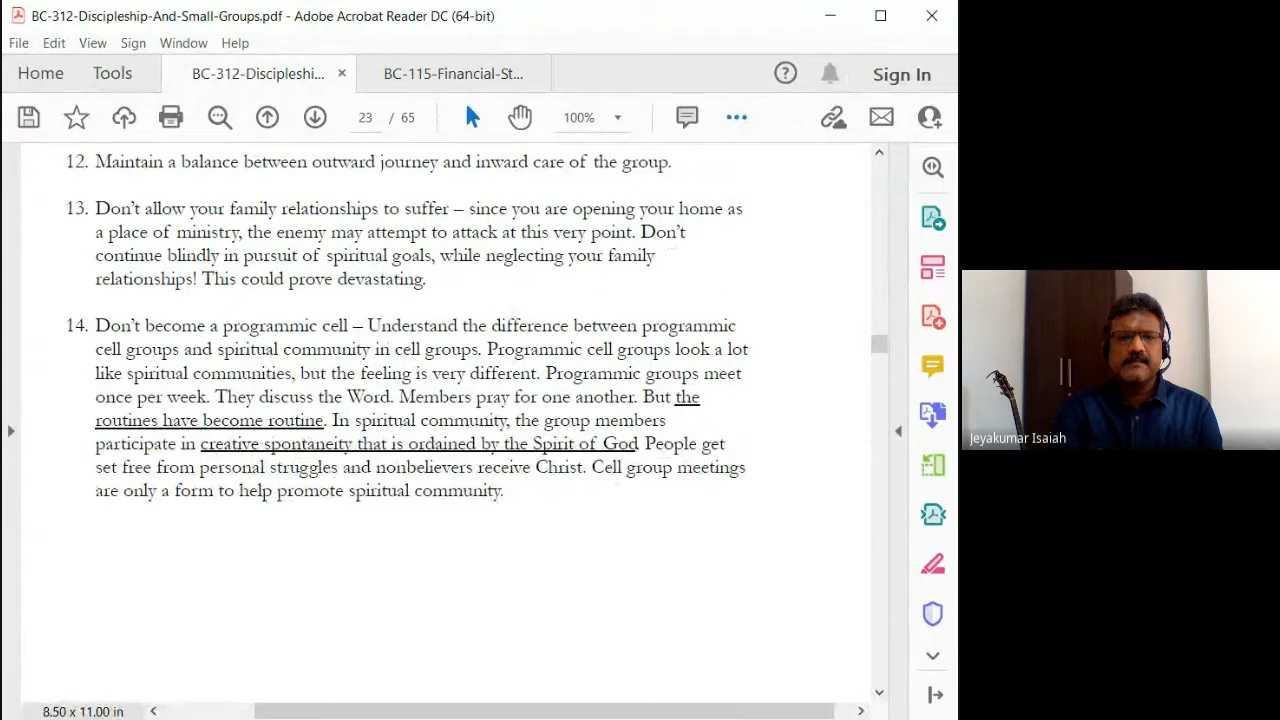 BC-312-Discipleship-And-Small-Groups.pdf - Adobe Acrobat Reader DC (64-bit)
File Edit View Sign Window Help
Home Tools BC-312-Discipleshi... × BC-115-Financial-St... ? Sign In
23 / 65 100%
12. Maintain a balance between outward journey and inward care of the group.
13. Don't allow your family relationships to suffer – since you are opening your home as
a place of ministry, the enemy may attempt to attack at this very point. Don't
continue blindly in pursuit of spiritual goals, while neglecting your family
relationships! This could prove devastating.
14. Don't become a programmic cell – Understand the difference between programmic
cell groups and spiritual community in cell groups. Programmic cell groups look a lot
like spiritual communities, but the feeling is very different. Programmic groups meet
once per week. They discuss the Word. Members pray for one another. But the
routines have become routine. In spiritual community, the group members
participate in creative spontaneity that is ordained by the Spirit of God People get
set free from personal struggles and nonbelievers receive Christ. Cell group meetings
are only a form to help promote spiritual community.
8.50 x 11.00 in
Jeyakumar Isaiah